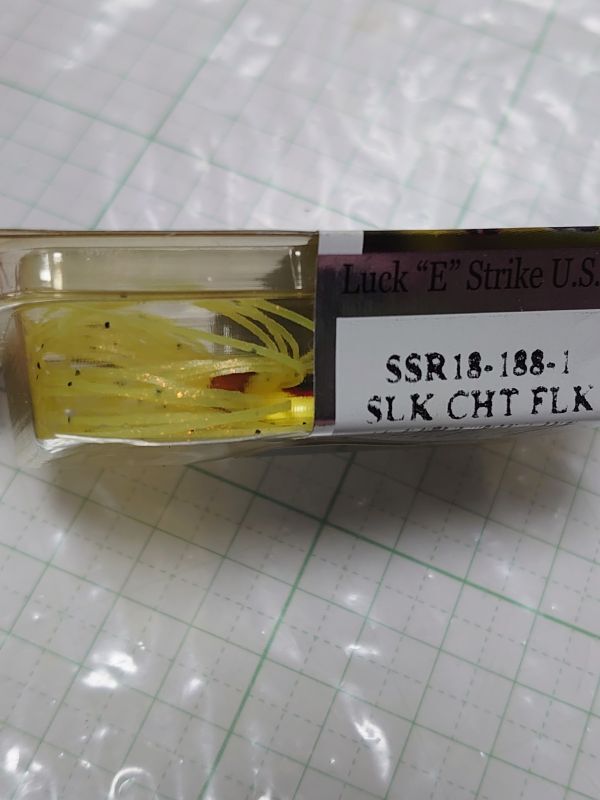 Luck "E" Strike U.S.
SSR18-188-1
SLK CHT FLK